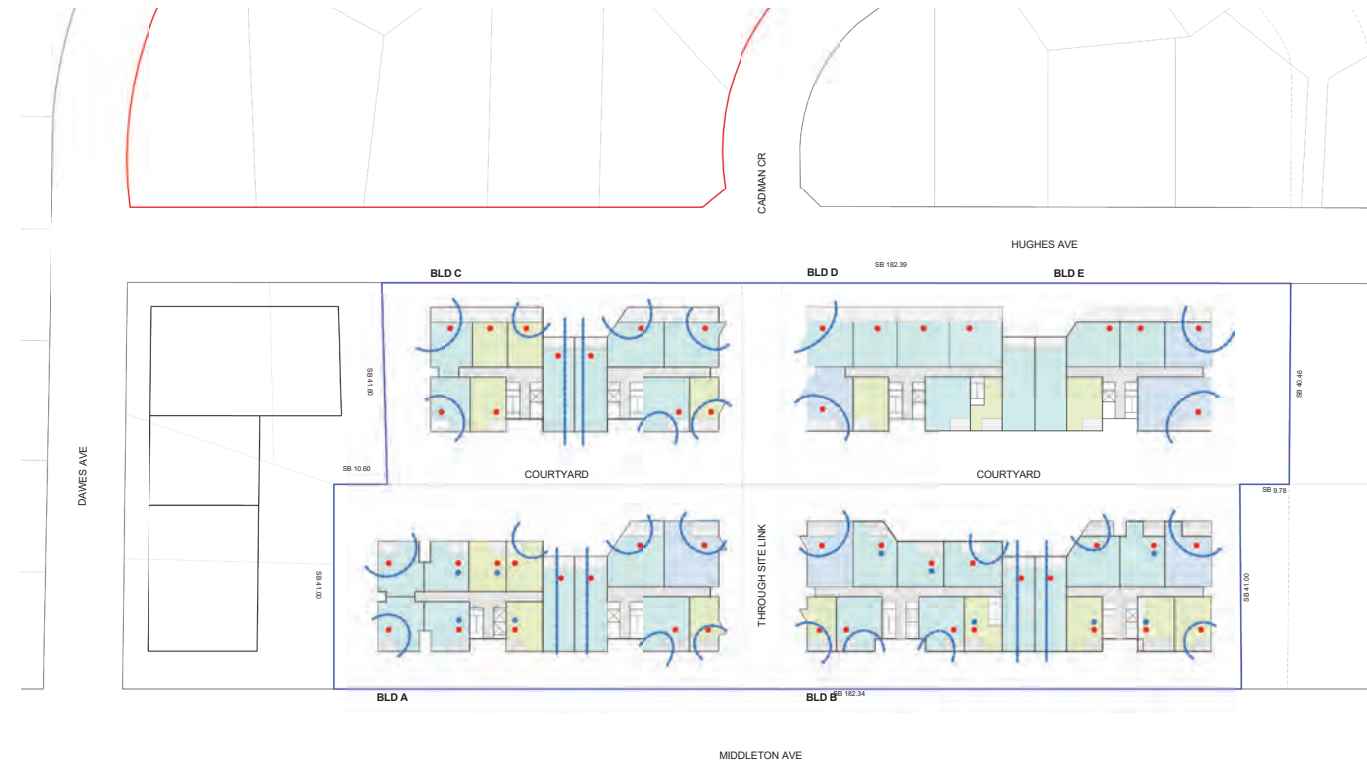 CADMAN CR
HUGHES AVE
BLD C
BLD D
SB 182.39
BLD E
SB 41.60
SB 40.46
DAWES AVE
SB 10.60
COURTYARD
COURTYARD
SB 9.78
THROUGH SITE LINK
SB 41.00
SB 41.00
BLD A
BLD B
SB 182.34
MIDDLETON AVE